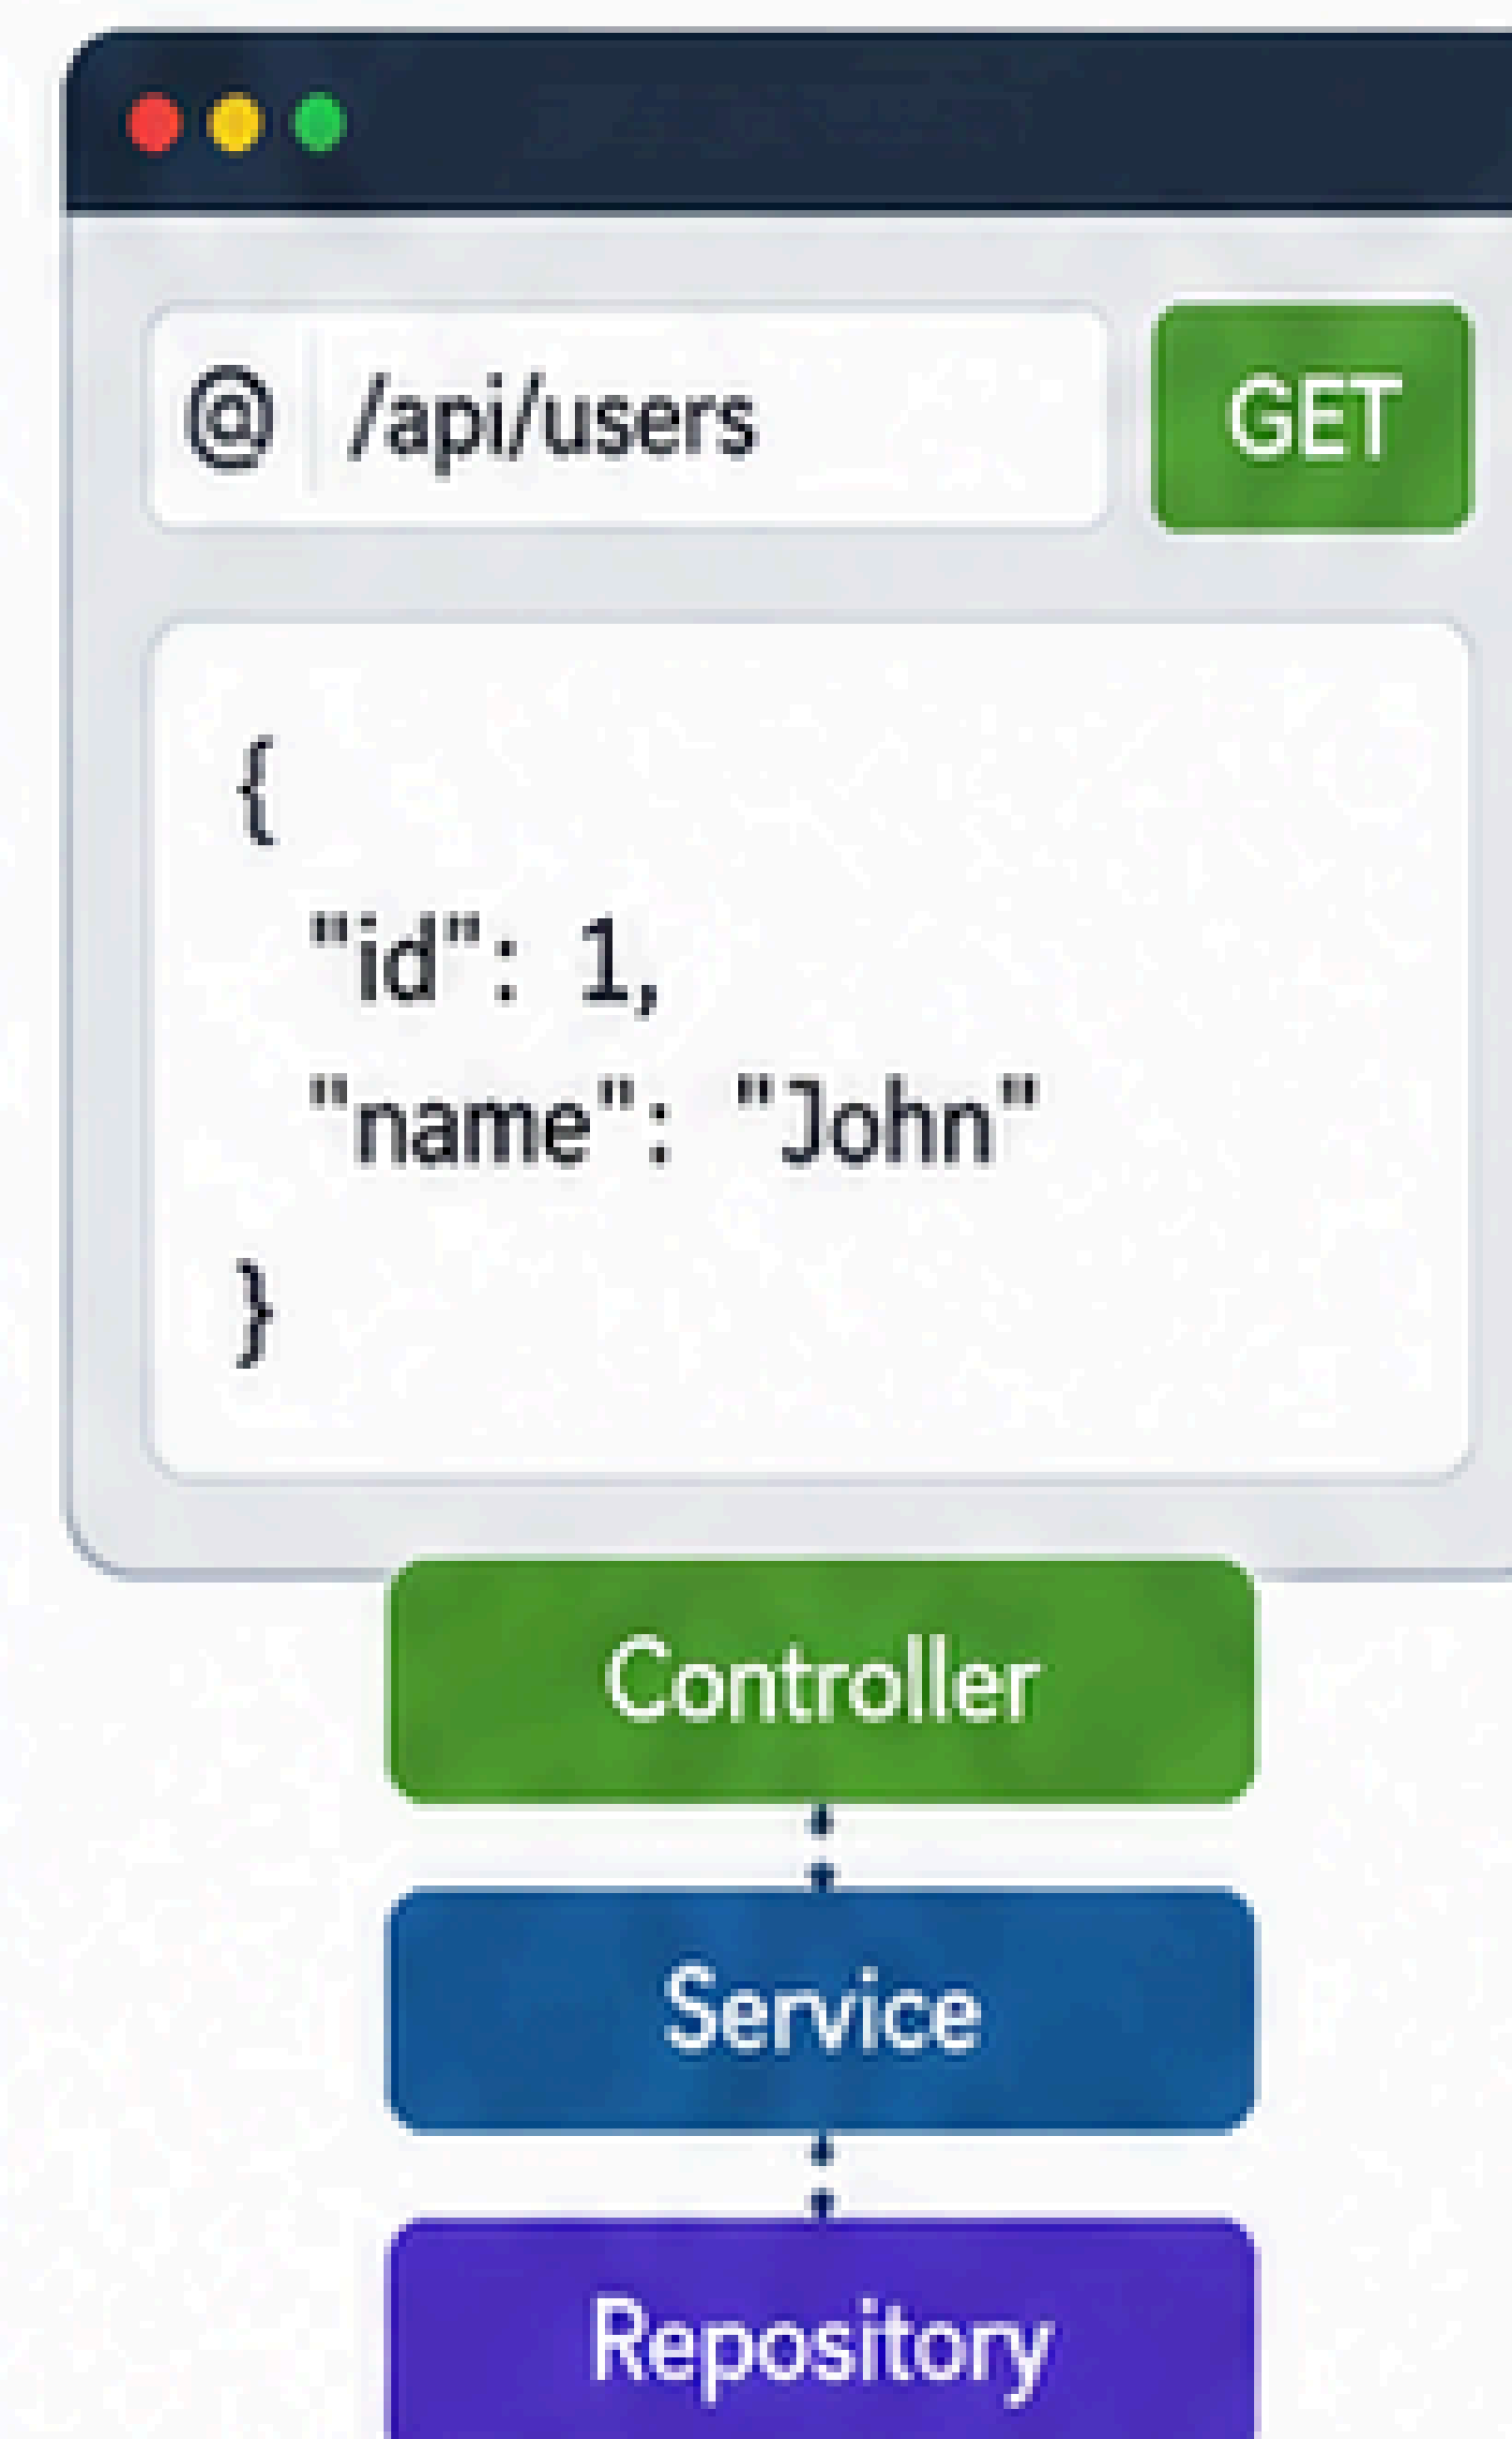 @ /api/users GET
{
"id": 1,
"name": "John"
}
Controller
Service
Repository